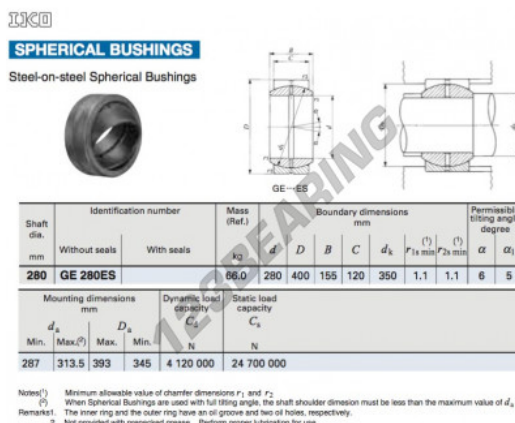 IKO
SPHERICAL BUSHINGS
Steel-on-steel Spherical Bushings
GE…ES
123BEARING
Shaft dia. mm
Identification number
Without seals With seals
Mass (Ref.) kg
Boundary dimensions mm
d D B C dk r1s min(1) r2s min(1)
Permissible tilting angle degree
α α1
280 GE 280ES 66.0 280 400 155 120 350 1.1 1.1 6 5
Mounting dimensions mm
da Da
Min. Max.(2) Max. Min.
Dynamic load capacity Cd N
Static load capacity Cs N
287 313.5 393 345 4 120 000 24 700 000
Notes(1) Minimum allowable value of chamfer dimensions r1 and r2
(2) When Spherical Bushings are used with full tilting angle, the shaft shoulder dimesion must be less than the maximum value of da
Remarks1. The inner ring and the outer ring have an oil groove and two oil holes, respectively.